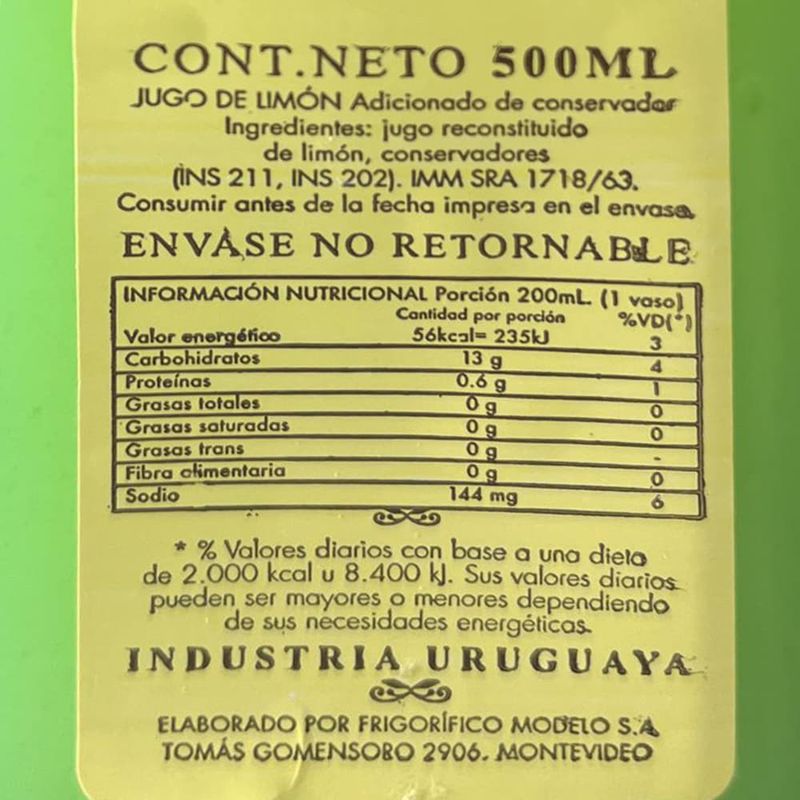 CONT.NETO 500ML
JUGO DE LIMÓN Adicionado de conservador
Ingredientes: jugo reconstituido
de limón, conservadores
(INS 211, INS 202). IMM SRA 1718/63.
Consumir antes de la fecha impresa en el envase
ENVASE NO RETORNABLE
INFORMACIÓN NUTRICIONAL Porción 200mL (1 vaso)
Cantidad por porción %VD(*)
Valor energético 56kcal= 235kJ 3
Carbohidratos 13 g 4
Proteínas 0.6 g 1
Grasas totales 0 g 0
Grasas saturadas 0 g 0
Grasas trans 0 g -
Fibra alimentaria 0 g 0
Sodio 144 mg 6
* % Valores diarios con base a una dieta
de 2.000 kcal u 8.400 kJ. Sus valores diarios
pueden ser mayores o menores dependiendo
de sus necesidades energéticas.
INDUSTRIA URUGUAYA
ELABORADO POR FRIGORÍFICO MODELO S.A
TOMÁS GOMENSORO 2906. MONTEVIDEO